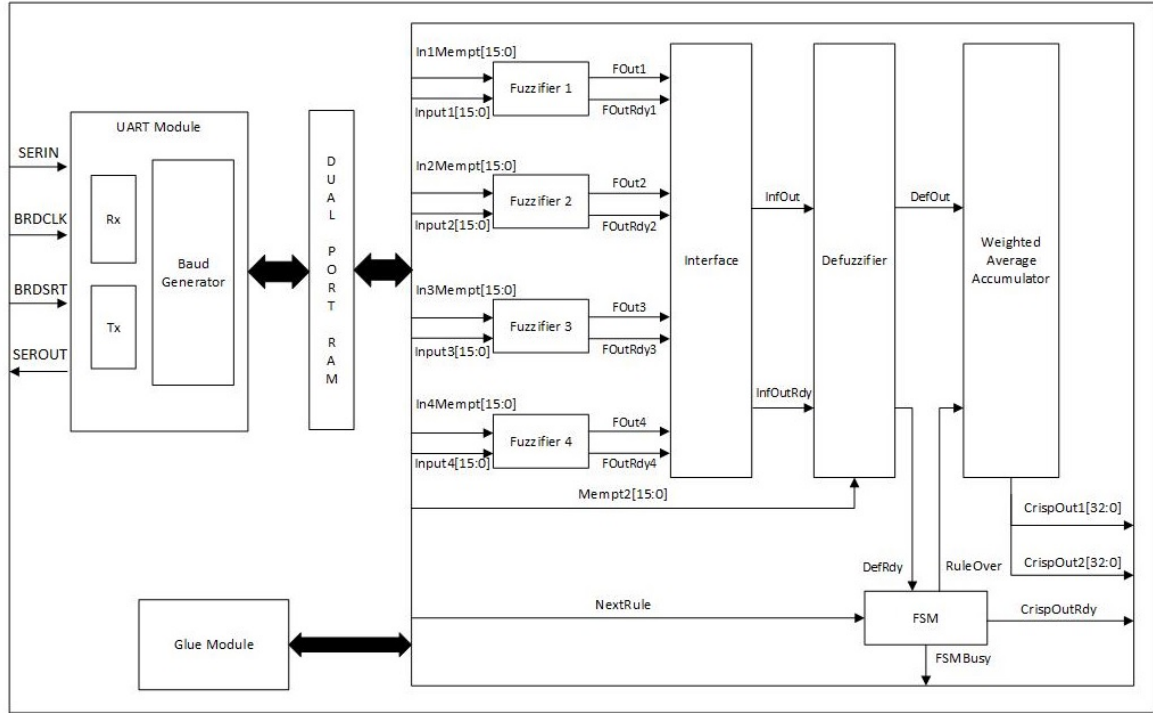 SERIN
BRDCLK
BRDSRT
SEROUT
UART Module
Rx
Tx
Baud
Generator
DUAL PORT RAM
Glue Module
In1Mempt[15:0]
Input1[15:0]
Fuzzifier 1
FOut1
FOutRdy1
In2Mempt[15:0]
Input2[15:0]
Fuzzifier 2
FOut2
FOutRdy2
In3Mempt[15:0]
Input3[15:0]
Fuzzifier 3
FOut3
FOutRdy3
In4Mempt[15:0]
Input4[15:0]
Fuzzifier 4
FOut4
FOutRdy4
Mempt2[15:0]
Interface
InfOut
InfOutRdy
Defuzzifier
DefOut
Weighted
Average
Accumulator
CrispOut1[32:0]
CrispOut2[32:0]
DefRdy
RuleOver
NextRule
FSM
CrispOutRdy
FSMBusy